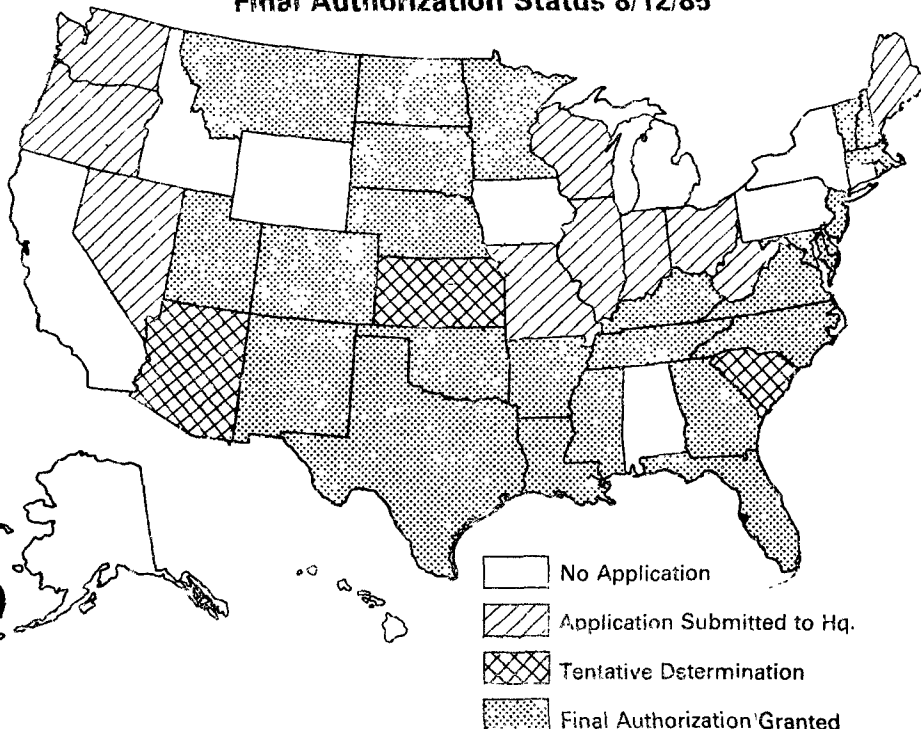 Final Authorization Status 8/12/85
No Application
Application Submitted to Hq.
Tentative Determination
Final Authorization Granted